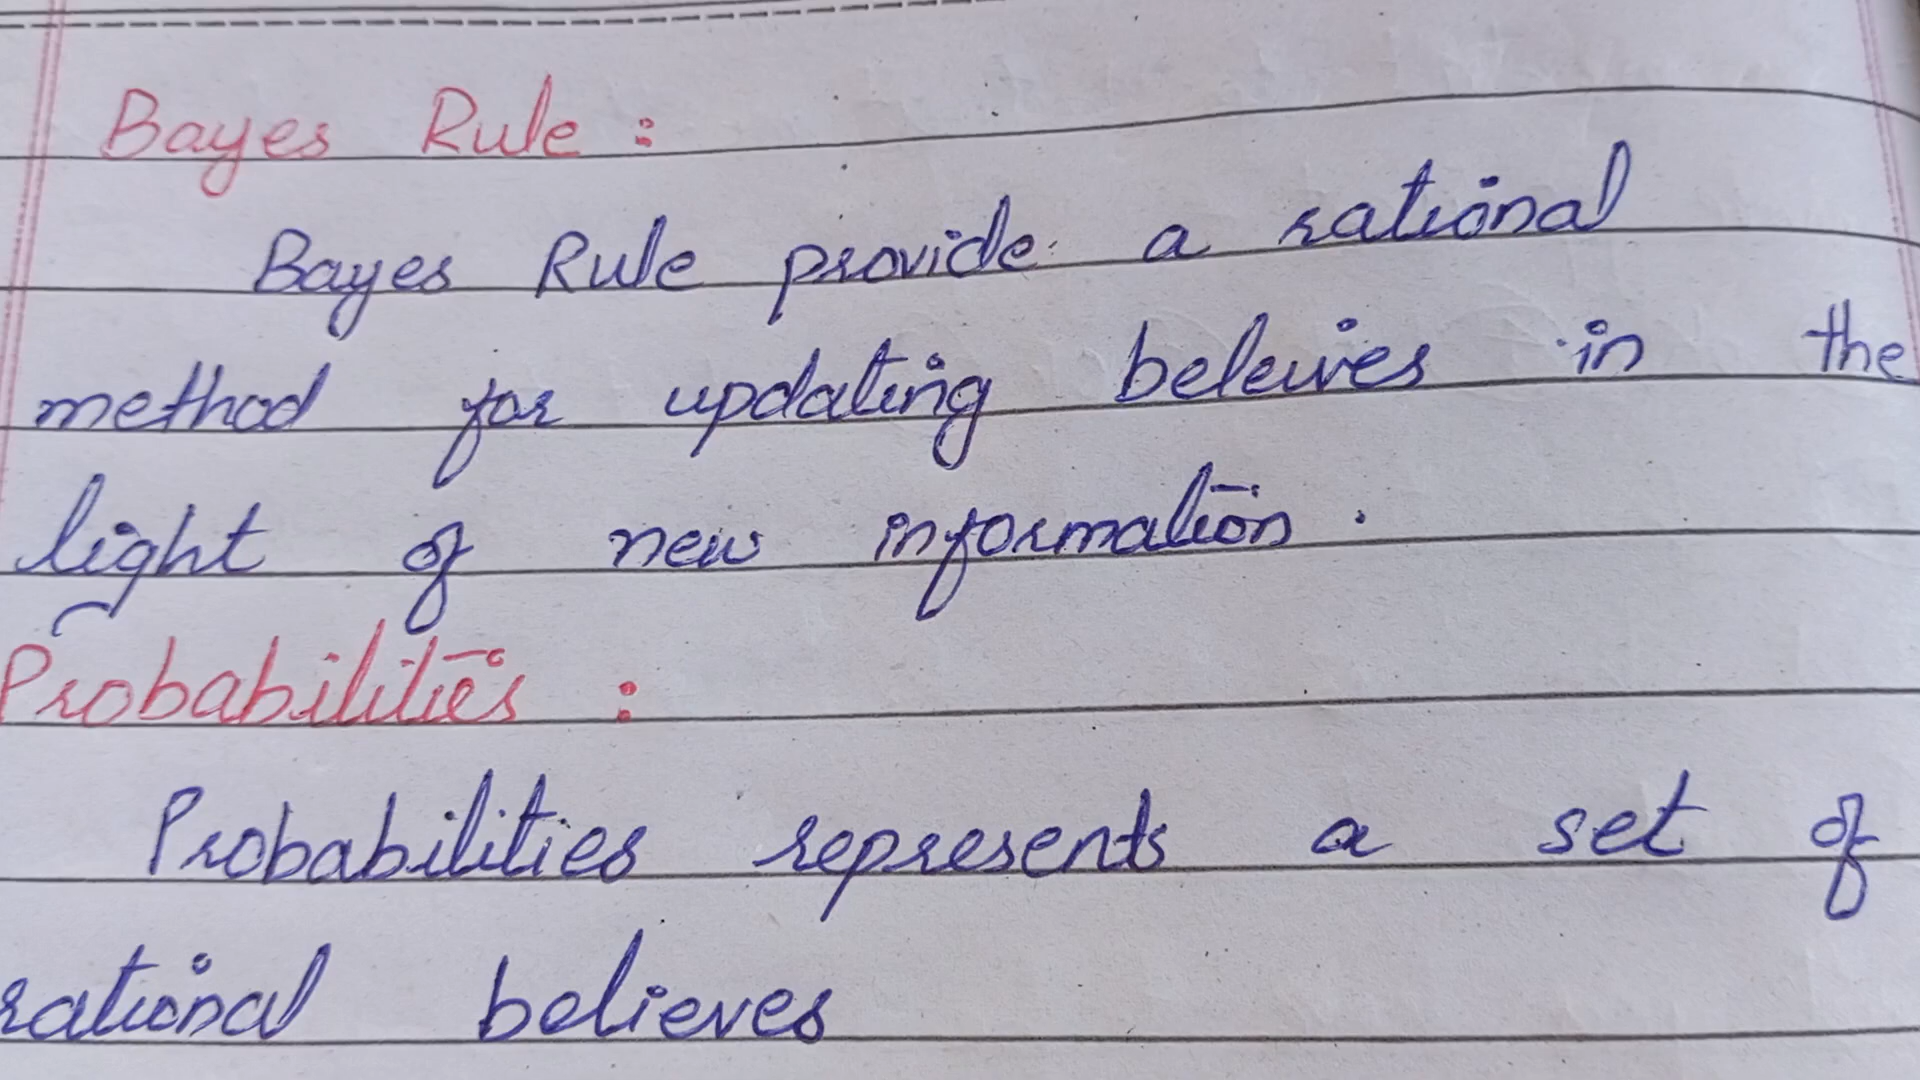 Bayes Rule :
Bayes Rule provide a rational
method for updating beleives in the
light of new information .
Probabilities :
Probabilities represents a set of
rational believes